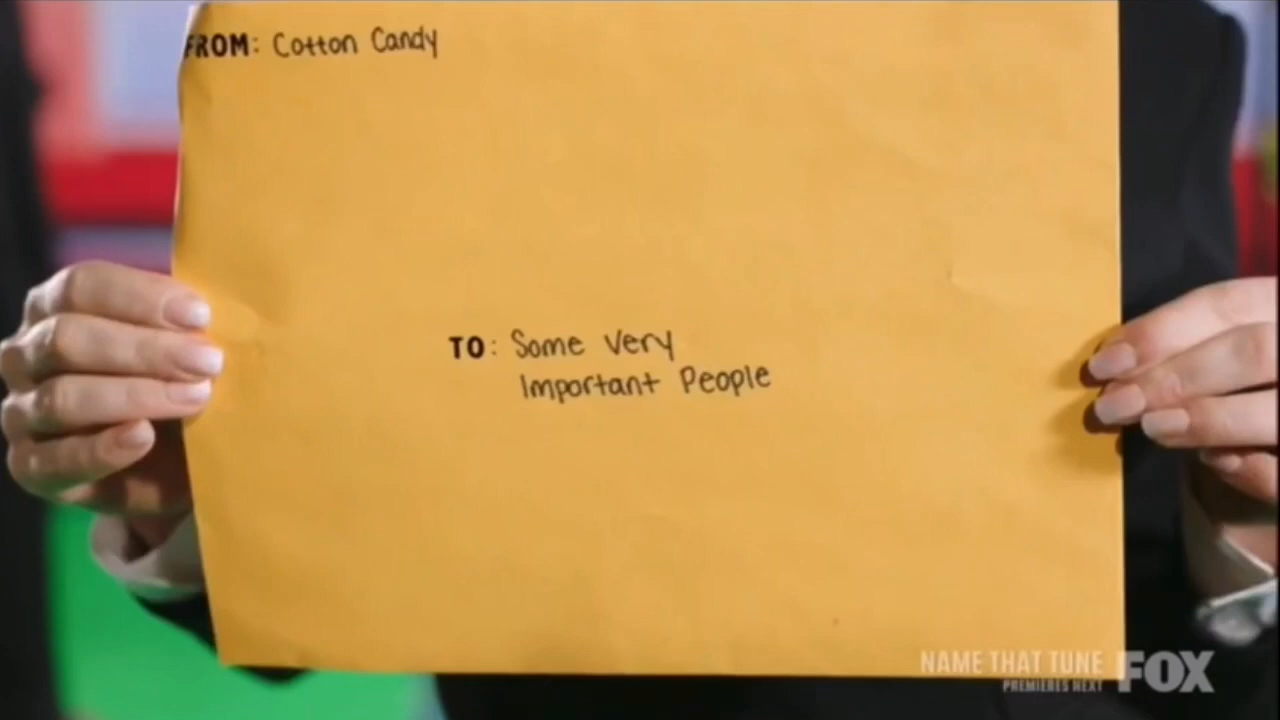 FROM: Cotton Candy
TO: Some Very
Important People
NAME THAT TUNE
PREMIERES NEXT
FOX